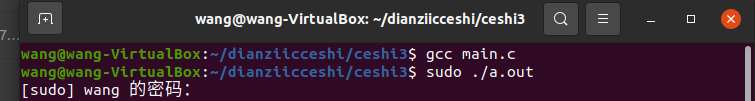 wang@wang-VirtualBox: ~/dianziicceshi/ceshi3
7...
wang@wang-VirtualBox:~/dianziicceshi/ceshi3$ gcc main.c
wang@wang-VirtualBox:~/dianziicceshi/ceshi3$ sudo ./a.out
[sudo] wang 的密码：